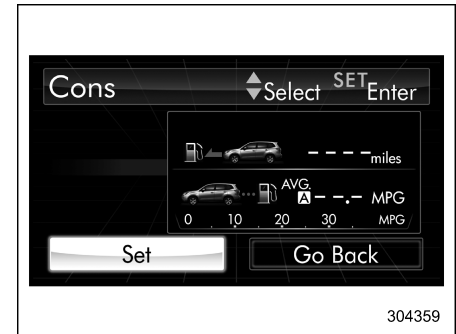 Cons Select SET Enter
– – – – miles
AVG. A – – . – MPG
0 10 20 30 MPG
Set Go Back
304359